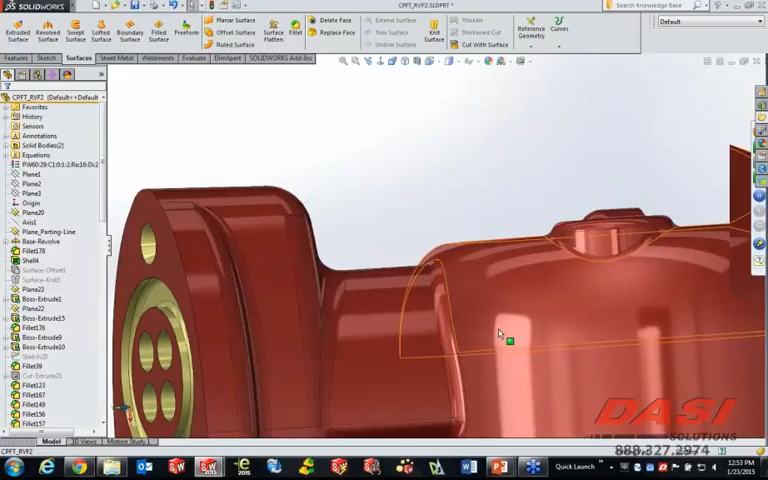 SOLIDWORKS
CPFT_RVF2.SLDPRT *
Search Knowledge Base
Extruded Surface
Revolved Surface
Swept Surface
Lofted Surface
Boundary Surface
Filled Surface
Freeform
Planar Surface
Offset Surface
Ruled Surface
Surface Flatten
Delete Face
Replace Face
Fillet
Extend Surface
Trim Surface
Untrim Surface
Knit Surface
Thicken
Thickened Cut
Cut With Surface
Reference Geometry
Curves
Default
Features
Sketch
Surfaces
Sheet Metal
Weldments
Evaluate
DimXpert
SOLIDWORKS Add-Ins
CPFT_RVF2 (Default<<Default
Favorites
History
Sensors
Annotations
Solid Bodies(2)
Equations
Plane1
Plane2
Plane3
Origin
Plane20
Axis1
Plane_Parting-Line
Base-Revolve
Fillet178
Shell4
Surface-Offset1
Surface-Knit3
Plane23
Boss-Extrude1
Plane22
Boss-Extrude15
Fillet176
Boss-Extrude9
Boss-Extrude10
Fillet39
Cut-Extrude21
Fillet123
Fillet167
Fillet149
Fillet156
Fillet157
Model
3D Views
Motion Study1
CPFT_RVF2
DASI
SOLUTIONS
888.327.2974
Quick Launch
12:53 PM
1/23/2015